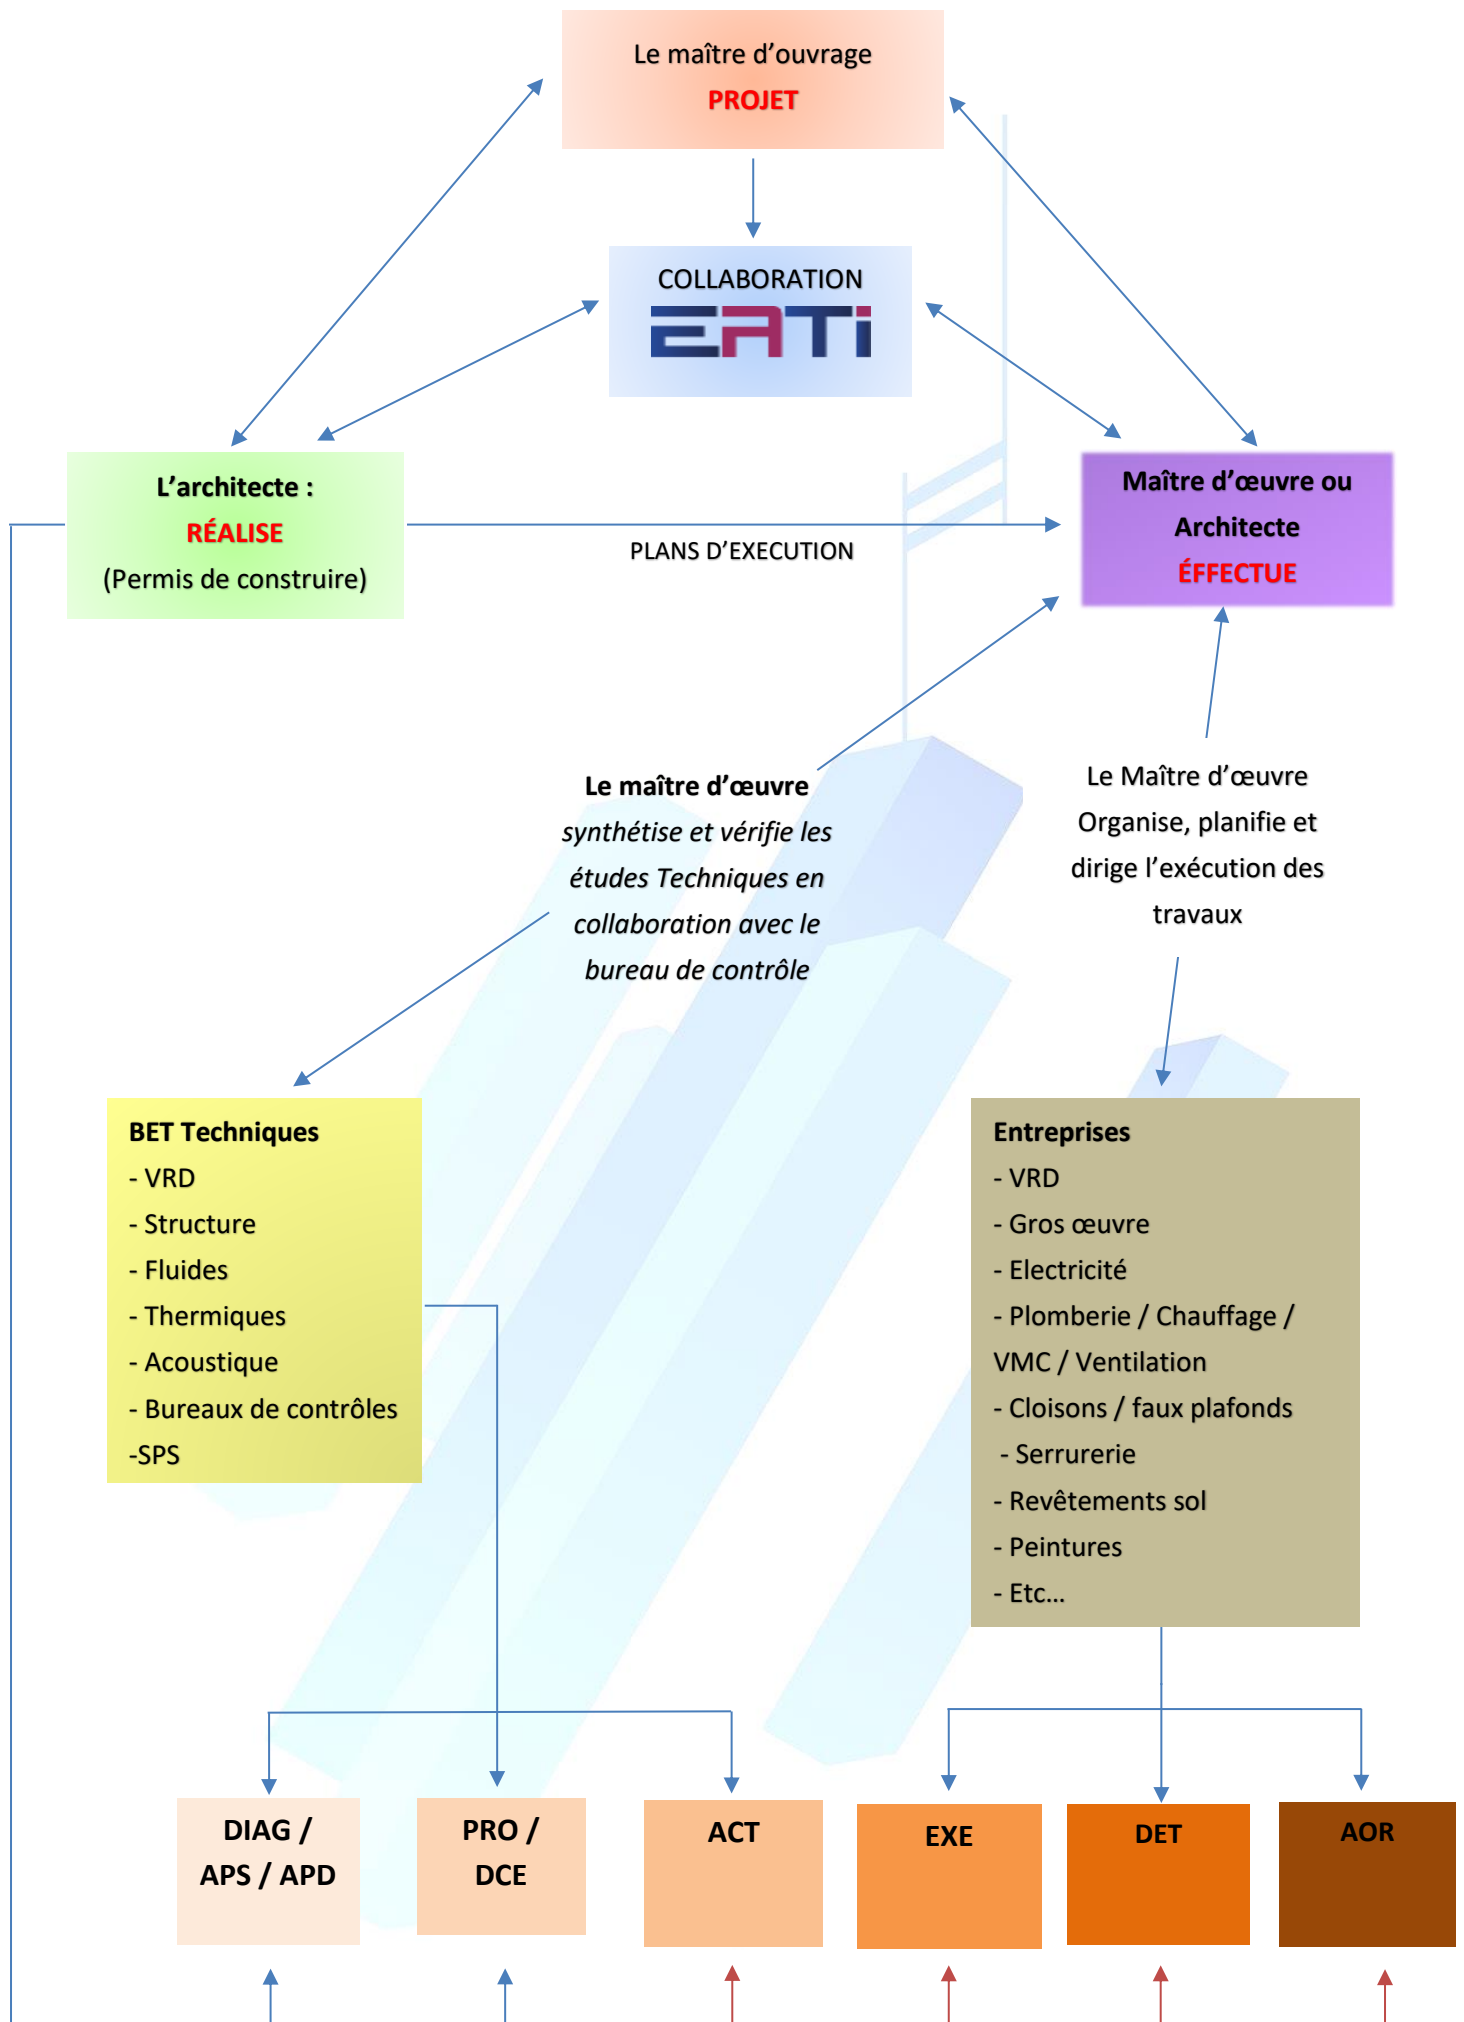 Le maître d'ouvrage
PROJET
COLLABORATION
EATi
L'architecte :
RÉALISE
(Permis de construire)
PLANS D'EXECUTION
Maître d'œuvre ou
Architecte
ÉFFECTUE
Le maître d'œuvre
synthétise et vérifie les
études Techniques en
collaboration avec le
bureau de contrôle
Le Maître d'œuvre
Organise, planifie et
dirige l'exécution des
travaux
BET Techniques
- VRD
- Structure
- Fluides
- Thermiques
- Acoustique
- Bureaux de contrôles
-SPS
Entreprises
- VRD
- Gros œuvre
- Electricité
- Plomberie / Chauffage /
VMC / Ventilation
- Cloisons / faux plafonds
- Serrurerie
- Revêtements sol
- Peintures
- Etc…
DIAG /
APS / APD
PRO /
DCE
ACT
EXE
DET
AOR